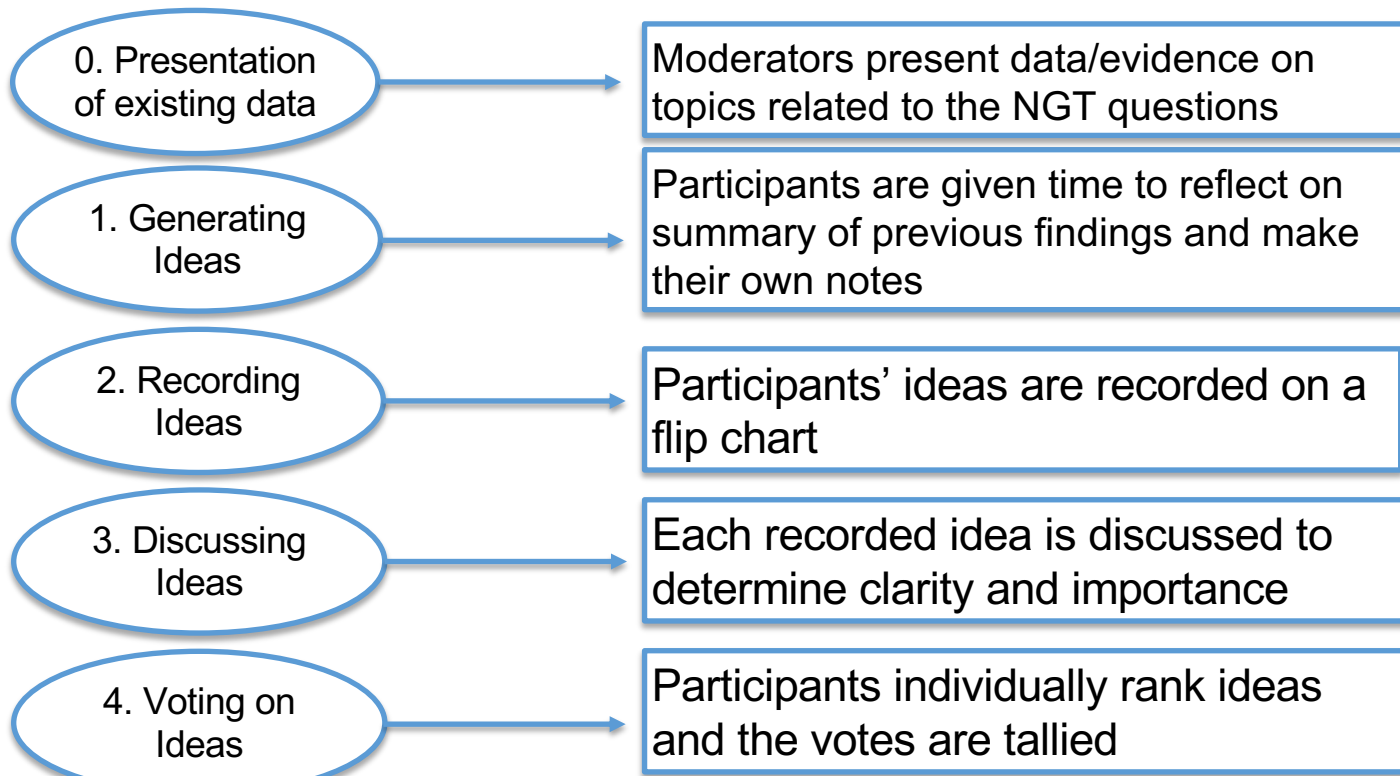 0. Presentation
of existing data
Moderators present data/evidence on
topics related to the NGT questions
1. Generating
Ideas
Participants are given time to reflect on
summary of previous findings and make
their own notes
2. Recording
Ideas
Participants’ ideas are recorded on a
flip chart
3. Discussing
Ideas
Each recorded idea is discussed to
determine clarity and importance
4. Voting on
Ideas
Participants individually rank ideas
and the votes are tallied